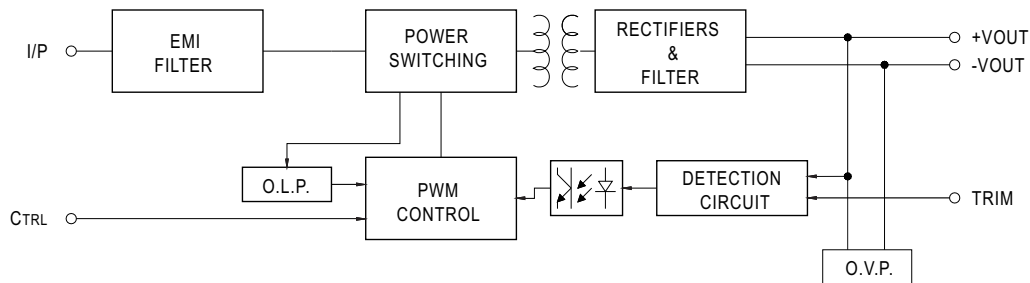 I/P
EMI
FILTER
POWER
SWITCHING
RECTIFIERS
&
FILTER
+VOUT
-VOUT
O.L.P.
PWM
CONTROL
DETECTION
CIRCUIT
CTRL
TRIM
O.V.P.